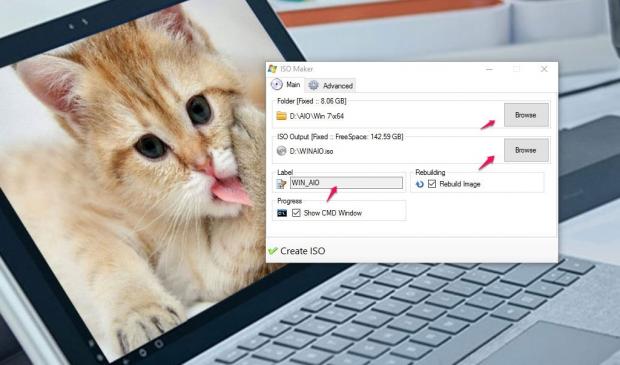 ISO Maker
Main Advanced
Folder [Fixed :: 8.06 GB]
D:\AIO\Win 7\x64
Browse
ISO Output [Fixed :: FreeSpace: 142.59 GB]
D:\WINAIO.iso
Browse
Label
WIN_AIO
Rebuilding
Rebuild Image
Progress
Show CMD Window
Create ISO